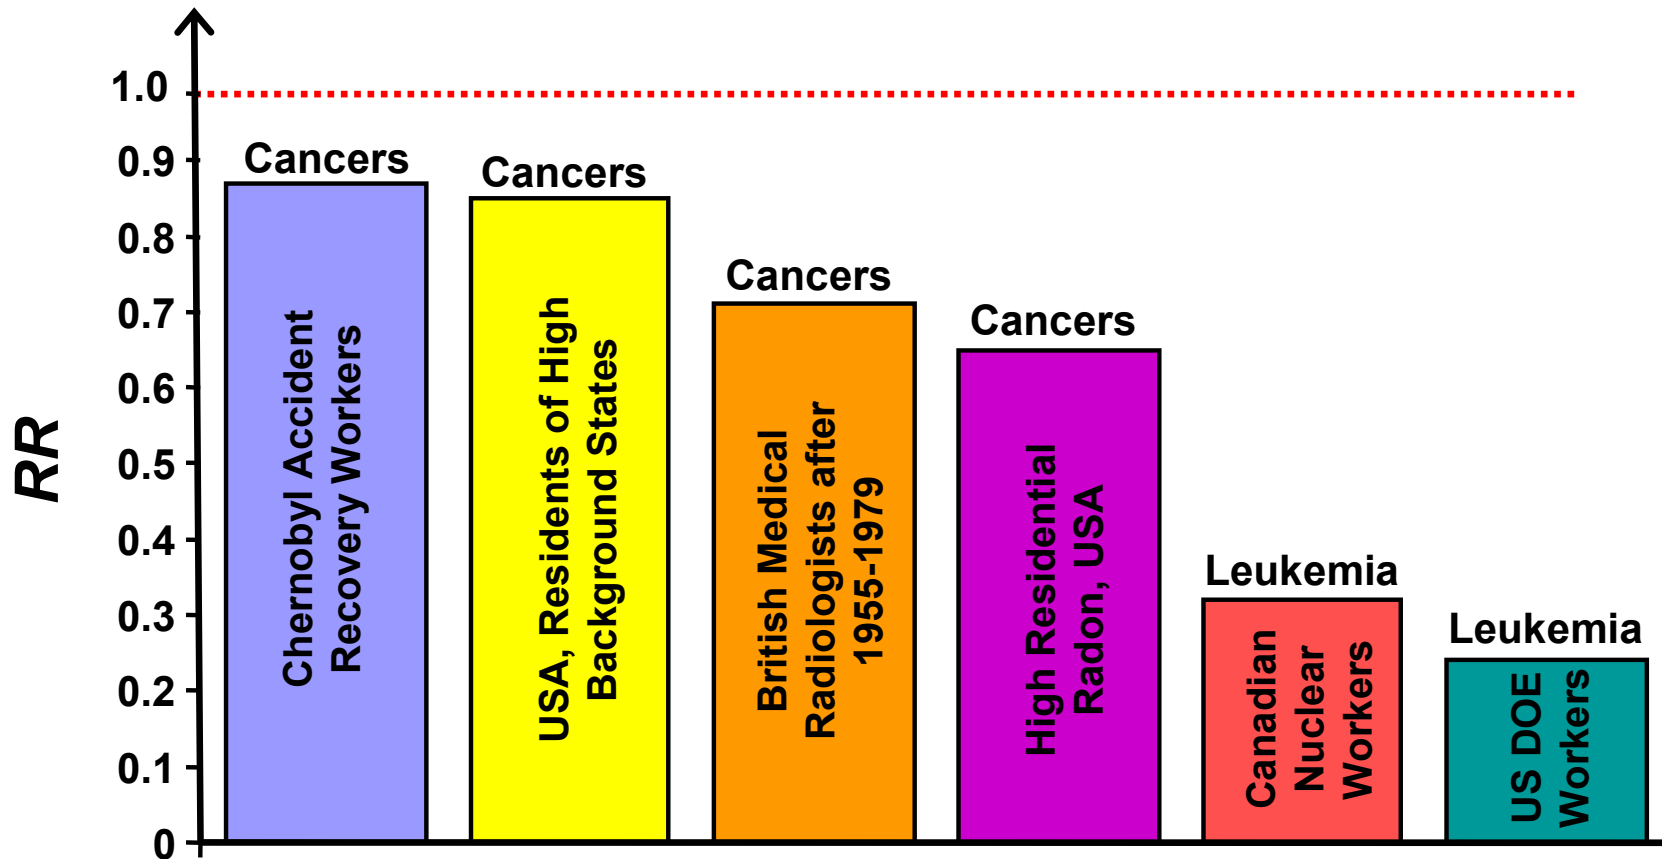 1.0
0.9
0.8
0.7
0.6
0.5
0.4
0.3
0.2
0.1
0
RR
Cancers
Chernobyl Accident
Recovery Workers
Cancers
USA, Residents of High
Background States
Cancers
British Medical
Radiologists after
1955-1979
Cancers
High Residential
Radon, USA
Leukemia
Canadian
Nuclear
Workers
Leukemia
US DOE
Workers